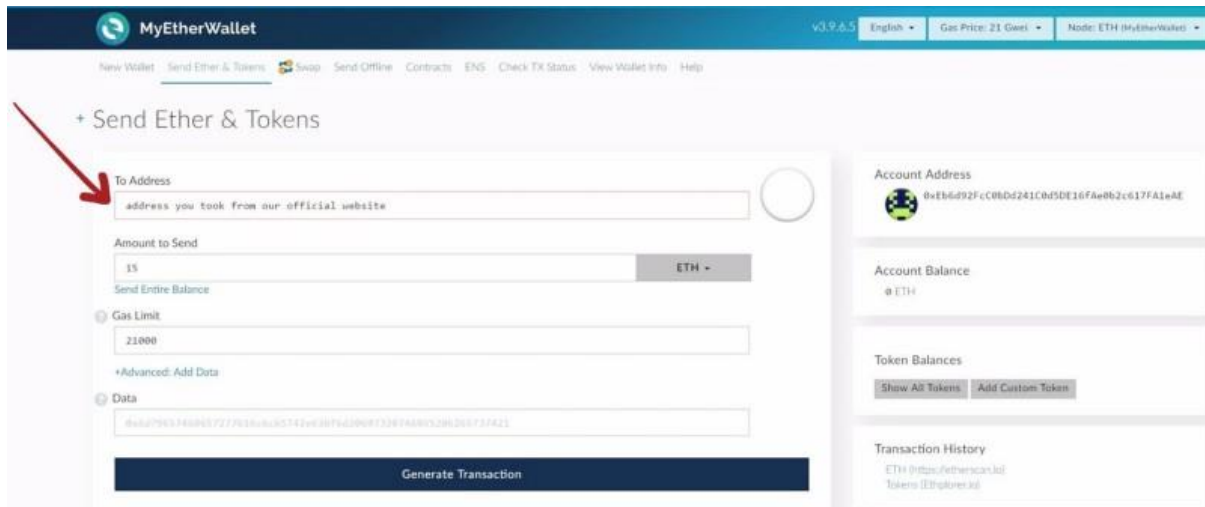 MyEtherWallet
v3.9.6.5 English Gas Price: 21 Gwei Node: ETH (MyEtherWallet)
New Wallet Send Ether & Tokens Swap Send Offline Contracts ENS Check TX Status View Wallet Info Help
+ Send Ether & Tokens
To Address
address you took from our official website
Amount to Send
15 ETH
Send Entire Balance
Gas Limit
21000
+Advanced: Add Data
Data
Generate Transaction
Account Address
0xEb6d92FcC0bDd241C0d5DE16fAe0b2c617FA1eAE
Account Balance
0 ETH
Token Balances
Show All Tokens Add Custom Token
Transaction History
ETH (https://etherscan.io)
Tokens (Ethplorer.io)